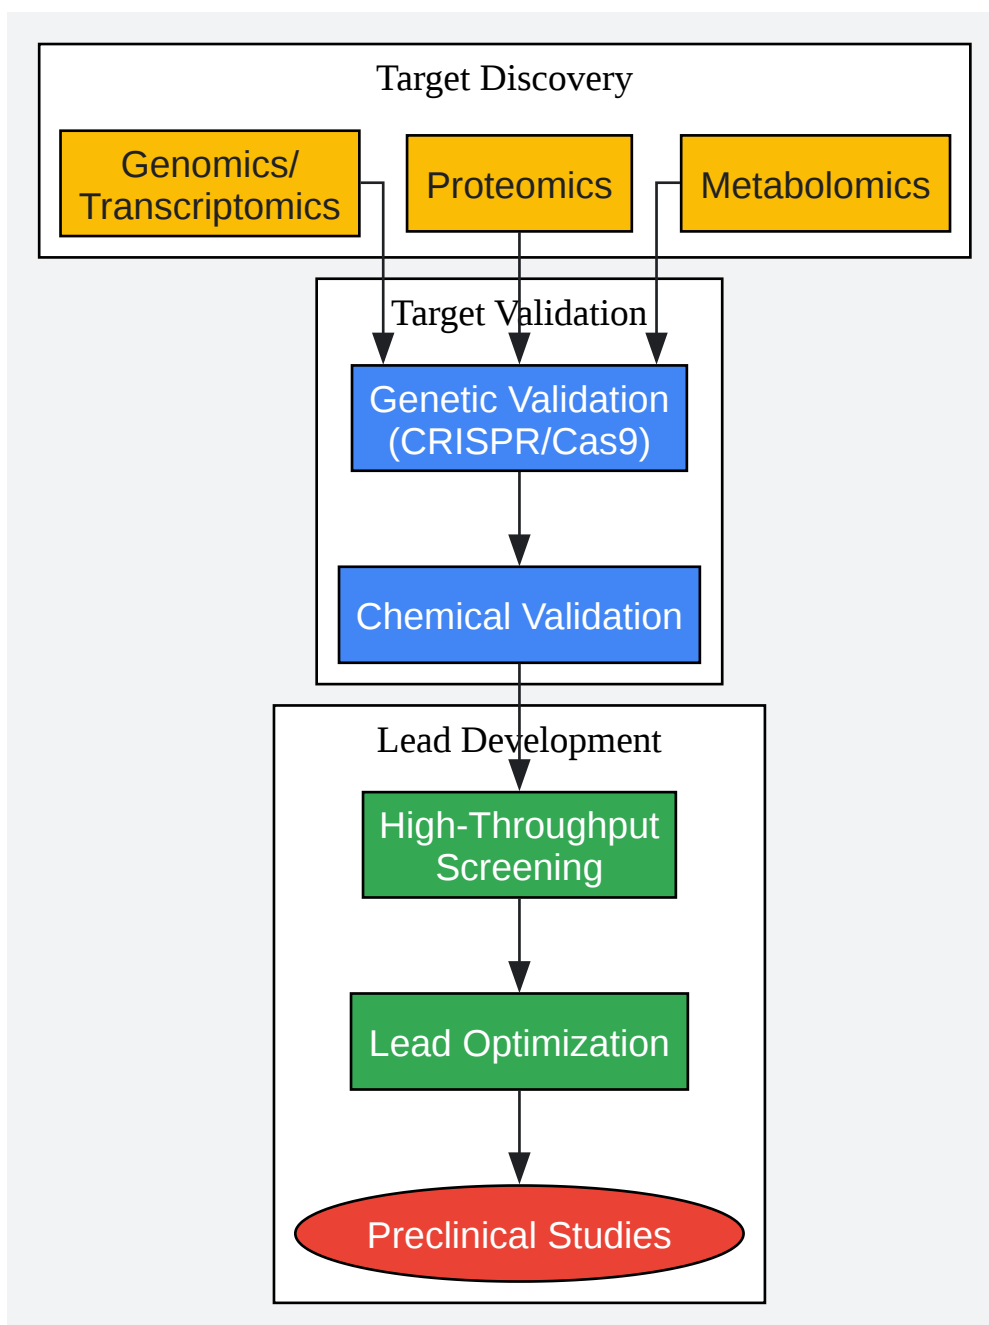 Target Discovery
Genomics/
Transcriptomics
Proteomics
Metabolomics
Target Validation
Genetic Validation
(CRISPR/Cas9)
Chemical Validation
Lead Development
High-Throughput
Screening
Lead Optimization
Preclinical Studies